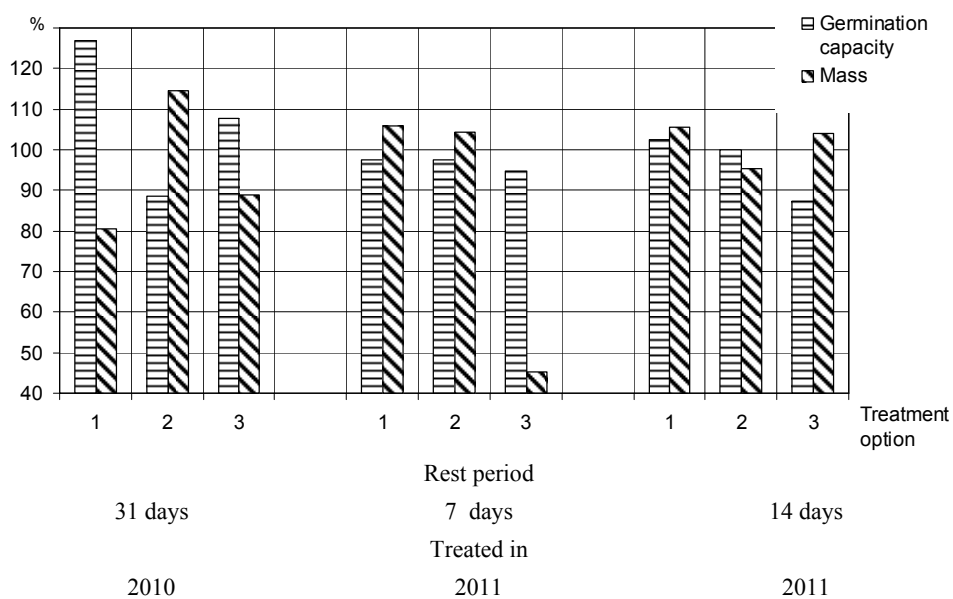 %
Germination
capacity
Mass
120
110
100
90
80
70
60
50
40
1 2 3 1 2 3 1 2 3
Treatment
option
Rest period
31 days 7 days 14 days
Treated in
2010 2011 2011